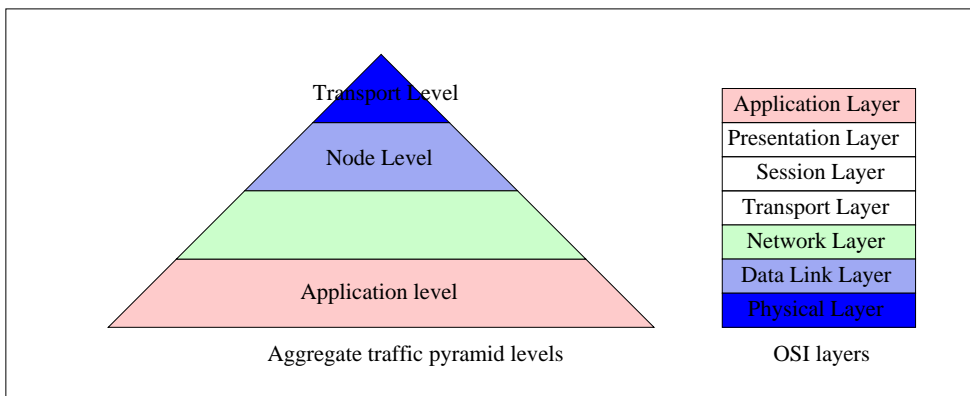 Transport Level
Node Level
Application level
Aggregate traffic pyramid levels
Application Layer
Presentation Layer
Session Layer
Transport Layer
Network Layer
Data Link Layer
Physical Layer
OSI layers